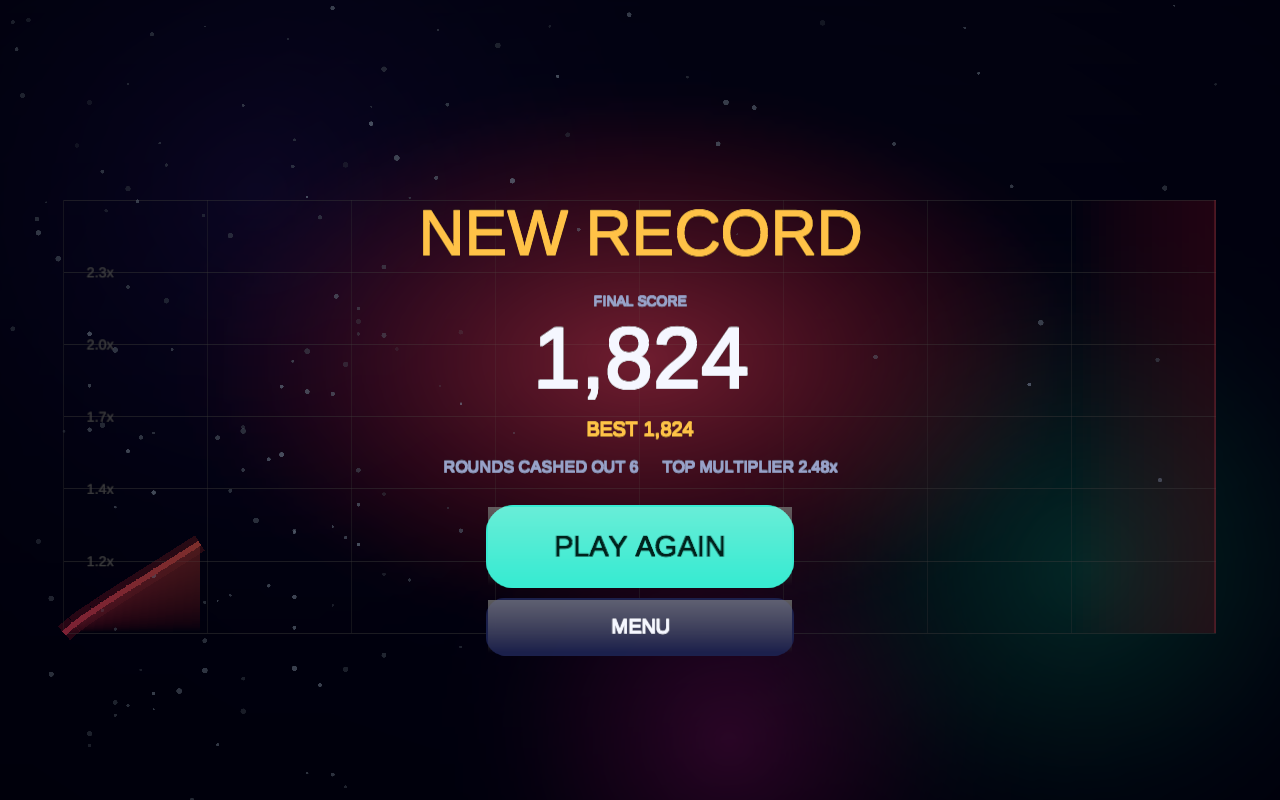 NEW RECORD
2.3x
FINAL SCORE
1,824
2.0x
1.7x
BEST 1,824
ROUNDS CASHED OUT 6 TOP MULTIPLIER 2.48x
1.4x
PLAY AGAIN
1.2x
MENU